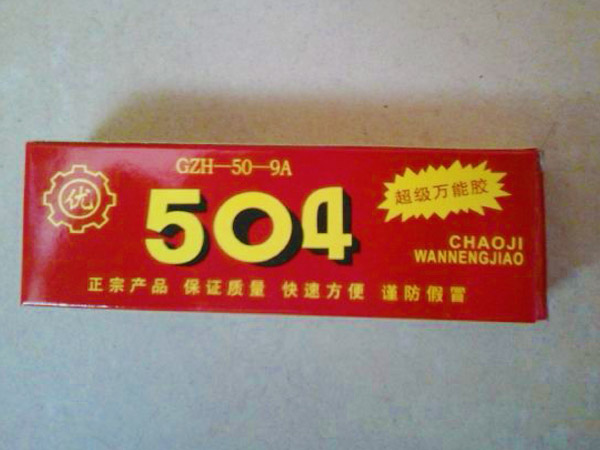 GZH-50-9A
优
504
超级万能胶
CHAOJI
WANNENGJIAO
正宗产品 保证质量 快速方便 谨防假冒